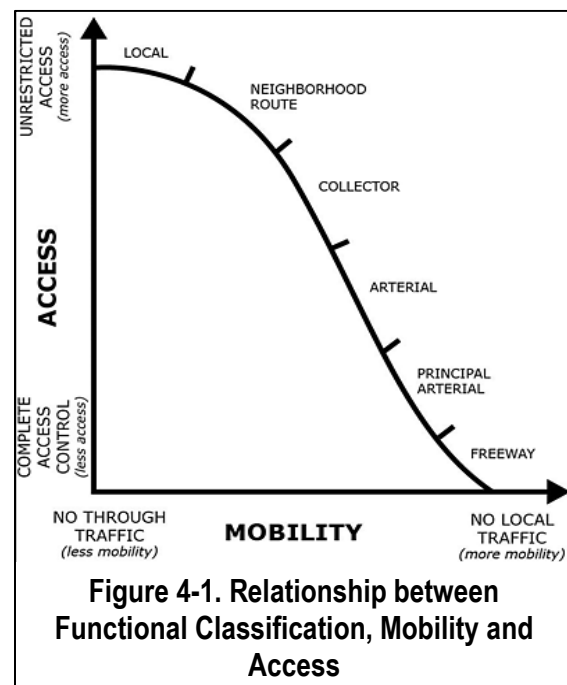 UNRESTRICTED
ACCESS
(more access)
ACCESS
COMPLETE
ACCESS
CONTROL
(less access)
LOCAL
NEIGHBORHOOD
ROUTE
COLLECTOR
ARTERIAL
PRINCIPAL
ARTERIAL
FREEWAY
NO THROUGH
TRAFFIC
(less mobility)
MOBILITY
NO LOCAL
TRAFFIC
(more mobility)
Figure 4-1. Relationship between
Functional Classification, Mobility and
Access